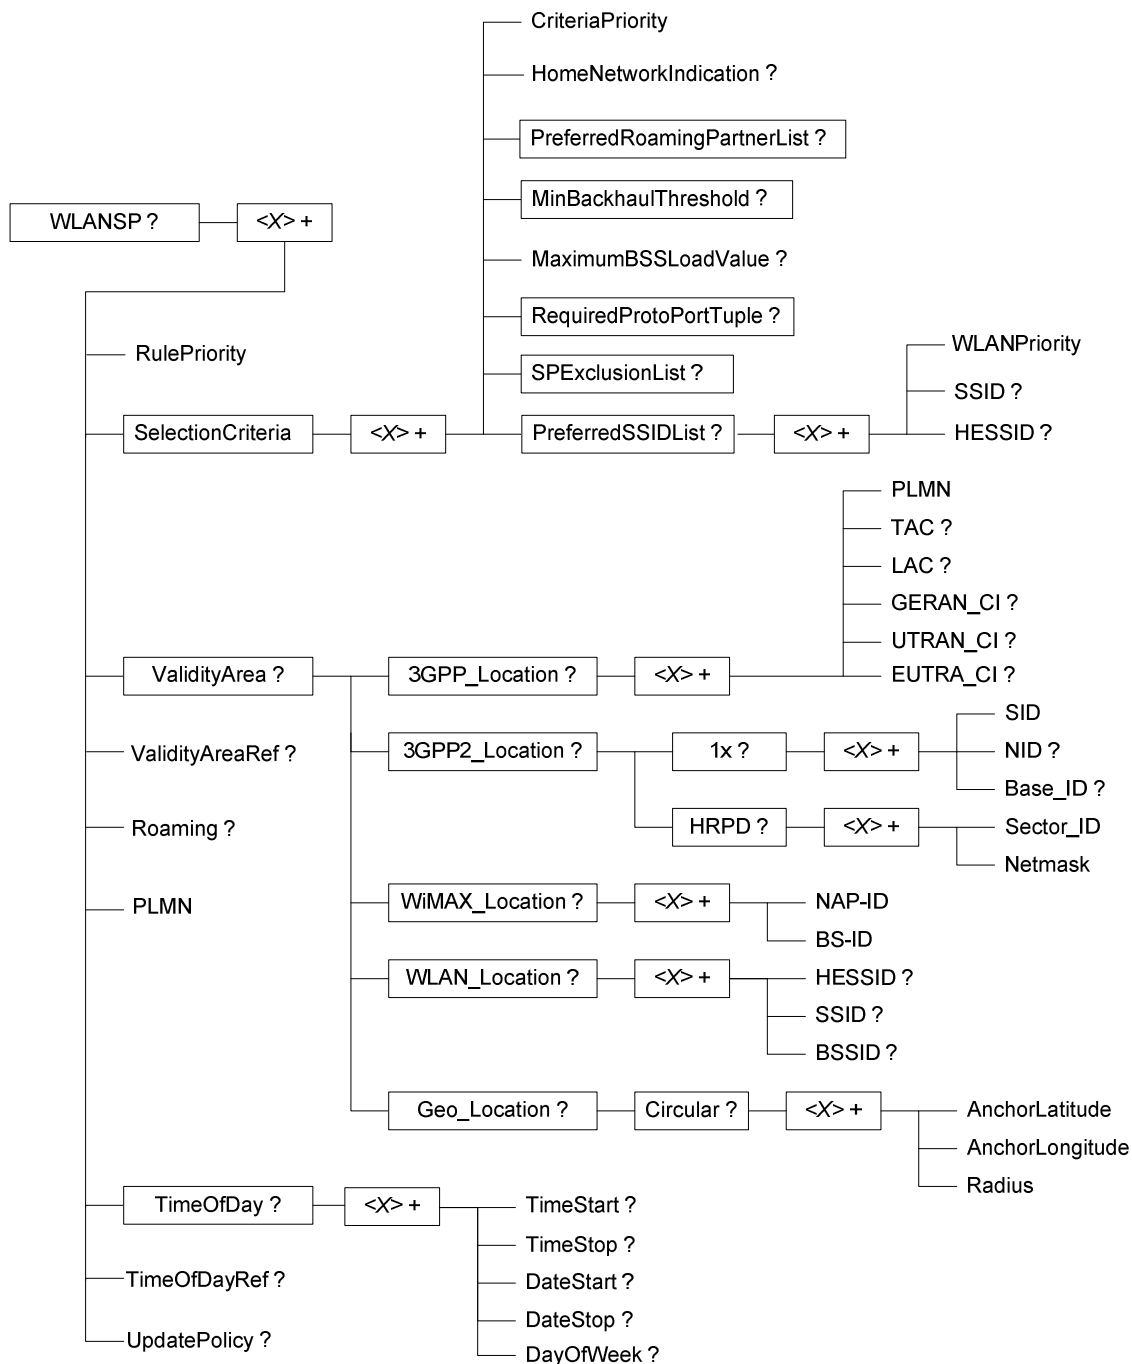 CriteriaPriority
HomeNetworkIndication ?
PreferredRoamingPartnerList ?
MinBackhaulThreshold ?
WLANSP ? <X> +
MaximumBSSLoadValue ?
RequiredProtoPortTuple ?
WLANPriority
RulePriority
SPExclusionList ?
SSID ?
SelectionCriteria <X> + PreferredSSIDList ? <X> + HESSID ?
PLMN
TAC ?
LAC ?
GERAN_CI ?
UTRAN_CI ?
ValidityArea ? 3GPP_Location ? <X> + EUTRA_CI ?
SID
ValidityAreaRef ? 3GPP2_Location ? 1x ? <X> + NID ?
Base_ID ?
Roaming ? HRPD ? <X> + Sector_ID
Netmask
PLMN WiMAX_Location ? <X> + NAP-ID
BS-ID
WLAN_Location ? <X> + HESSID ?
SSID ?
BSSID ?
Geo_Location ? Circular ? <X> + AnchorLatitude
AnchorLongitude
Radius
TimeOfDay ? <X> + TimeStart ?
TimeStop ?
TimeOfDayRef ? DateStart ?
DateStop ?
UpdatePolicy ? DayOfWeek ?